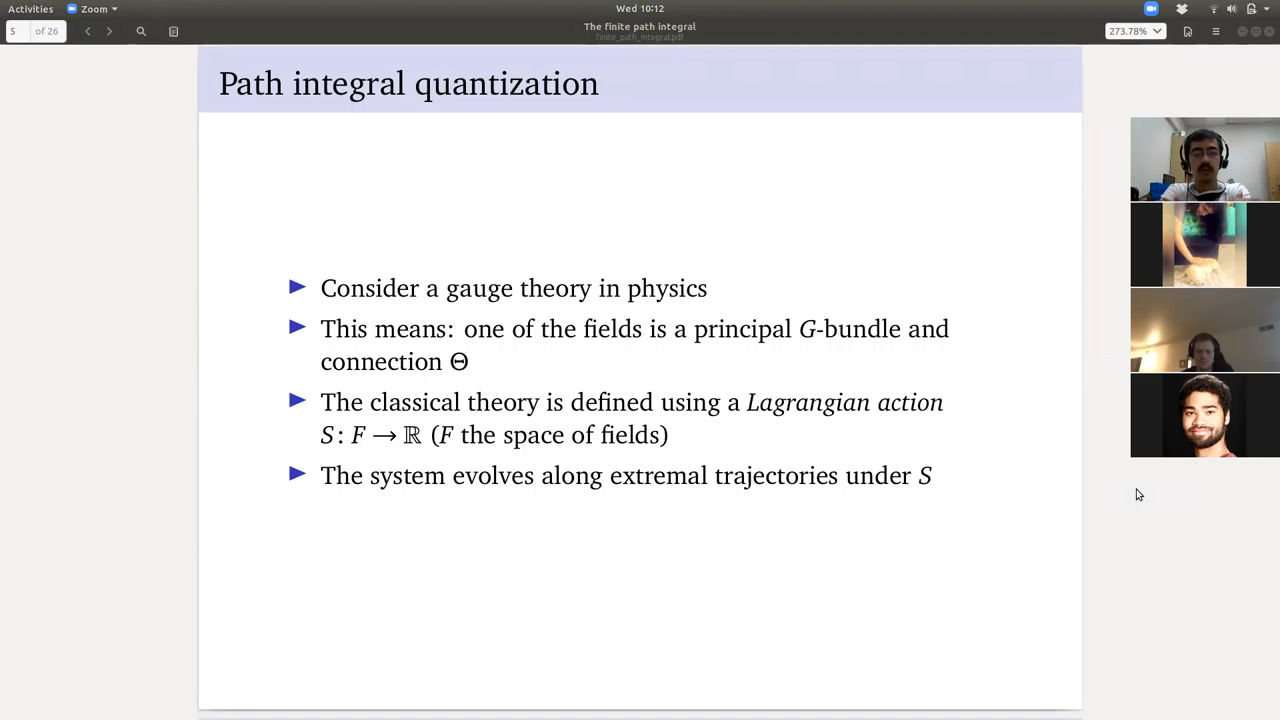 Activities Zoom Wed 10:12
5 of 26 The finite path integral 273.78%
finite_path_integral.pdf
Path integral quantization
Consider a gauge theory in physics
This means: one of the fields is a principal G-bundle and
connection Θ
The classical theory is defined using a Lagrangian action
S: F → ℝ (F the space of fields)
The system evolves along extremal trajectories under S